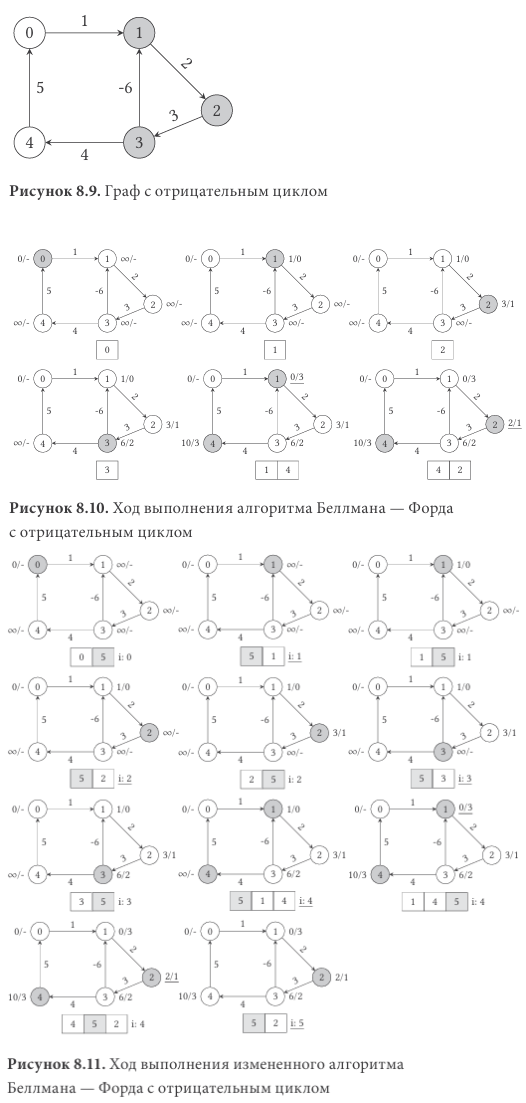 0 1 1
5 -6 2 2
3
4 4 3
Рисунок 8.9. Граф с отрицательным циклом
0/- 0 1 1 ∞/- 0/- 0 1 1 1/0 0/- 0 1 1 1/0
5 -6 2 2 ∞/- 5 -6 2 2 ∞/- 5 -6 2 2 3/1
∞/- 4 4 3 3 ∞/- ∞/- 4 4 3 3 ∞/- ∞/- 4 4 3 3 ∞/-
0 1 2
0/- 0 1 1 1/0 0/- 0 1 1 0/3 0/- 0 1 1 0/3
5 -6 2 2 3/1 5 -6 2 2 3/1 5 -6 2 2 2/1
∞/- 4 4 3 3 6/2 10/3 4 4 3 3 6/2 10/3 4 4 3 3 6/2
3 1 4 4 2
Рисунок 8.10. Ход выполнения алгоритма Беллмана — Форда
с отрицательным циклом
0/- 0 1 1 ∞/- 0/- 0 1 1 ∞/- 0/- 0 1 1 1/0
5 -6 2 2 ∞/- 5 -6 2 2 ∞/- 5 -6 2 2 ∞/-
∞/- 4 4 3 3 ∞/- ∞/- 4 4 3 3 ∞/- ∞/- 4 4 3 3 ∞/-
0 5 i: 0 5 1 i: 1 1 5 i: 1
0/- 0 1 1 1/0 0/- 0 1 1 1/0 0/- 0 1 1 1/0
5 -6 2 2 ∞/- 5 -6 2 2 3/1 5 -6 2 2 3/1
∞/- 4 4 3 3 ∞/- ∞/- 4 4 3 3 ∞/- ∞/- 4 4 3 3 ∞/-
5 2 i: 2 2 5 i: 2 5 3 i: 3
0/- 0 1 1 1/0 0/- 0 1 1 1/0 0/- 0 1 1 0/3
5 -6 2 2 3/1 5 -6 2 2 3/1 5 -6 2 2 3/1
∞/- 4 4 3 3 6/2 ∞/- 4 4 3 3 6/2 10/3 4 4 3 3 6/2
3 5 i: 3 5 1 4 i: 4 1 4 5 i: 4
0/- 0 1 1 0/3 0/- 0 1 1 0/3
5 -6 2 2 2/1 5 -6 2 2 2/1
10/3 4 4 3 3 6/2 10/3 4 4 3 3 6/2
4 5 2 i: 4 5 2 i: 5
Рисунок 8.11. Ход выполнения измененного алгоритма
Беллмана — Форда с отрицательным циклом